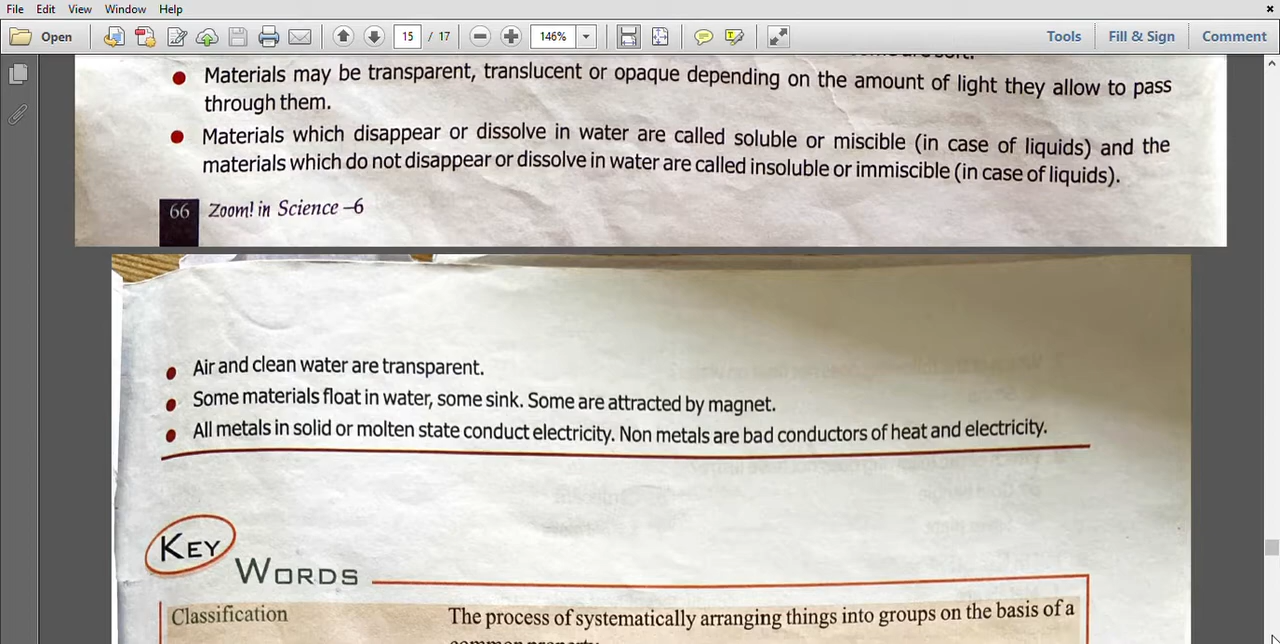 File Edit View Window Help
Open 15 / 17 146% Tools Fill & Sign Comment
Materials may be transparent, translucent or opaque depending on the amount of light they allow to pass
through them.
Materials which disappear or dissolve in water are called soluble or miscible (in case of liquids) and the
materials which do not disappear or dissolve in water are called insoluble or immiscible (in case of liquids).
66 Zoom! in Science –6
Air and clean water are transparent.
Some materials float in water, some sink. Some are attracted by magnet.
All metals in solid or molten state conduct electricity. Non metals are bad conductors of heat and electricity.
KEY
WORDS
Classification The process of systematically arranging things into groups on the basis of a